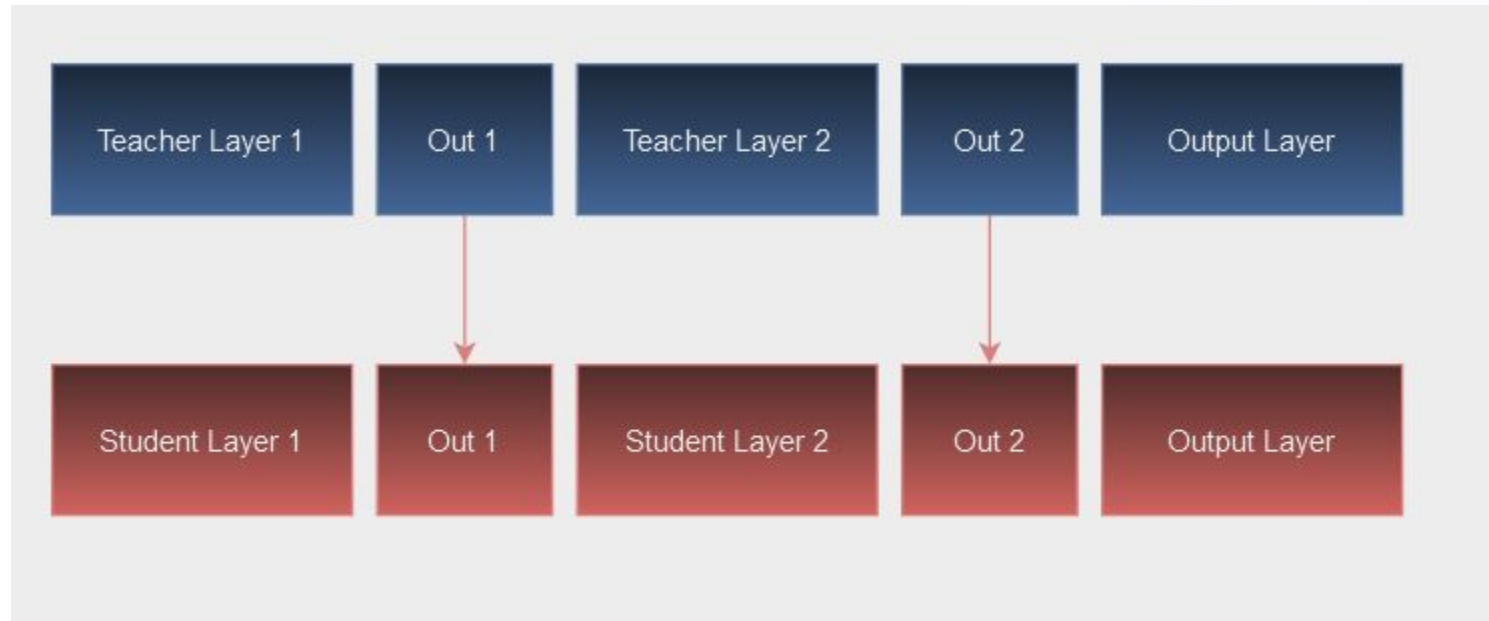 Teacher Layer 1
Out 1
Teacher Layer 2
Out 2
Output Layer
Student Layer 1
Out 1
Student Layer 2
Out 2
Output Layer